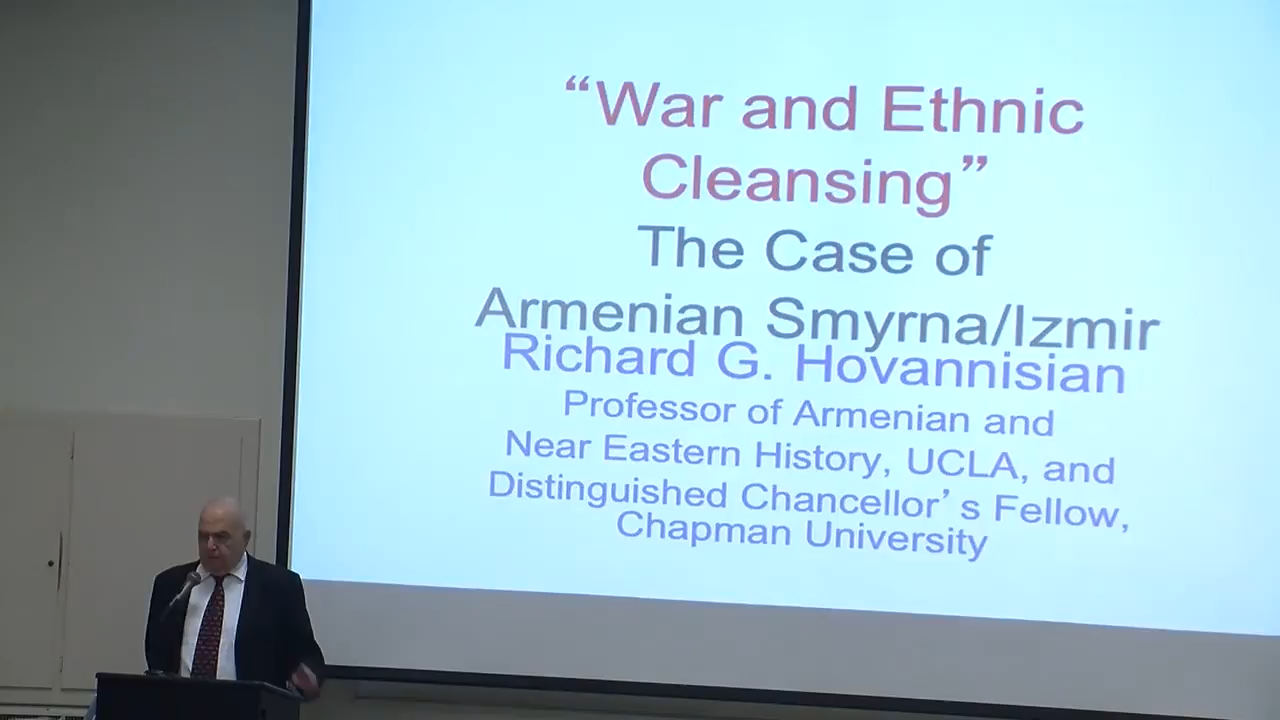 “War and Ethnic
Cleansing”
The Case of
Armenian Smyrna/Izmir
Richard G. Hovannisian
Professor of Armenian and
Near Eastern History, UCLA, and
Distinguished Chancellor’s Fellow,
Chapman University